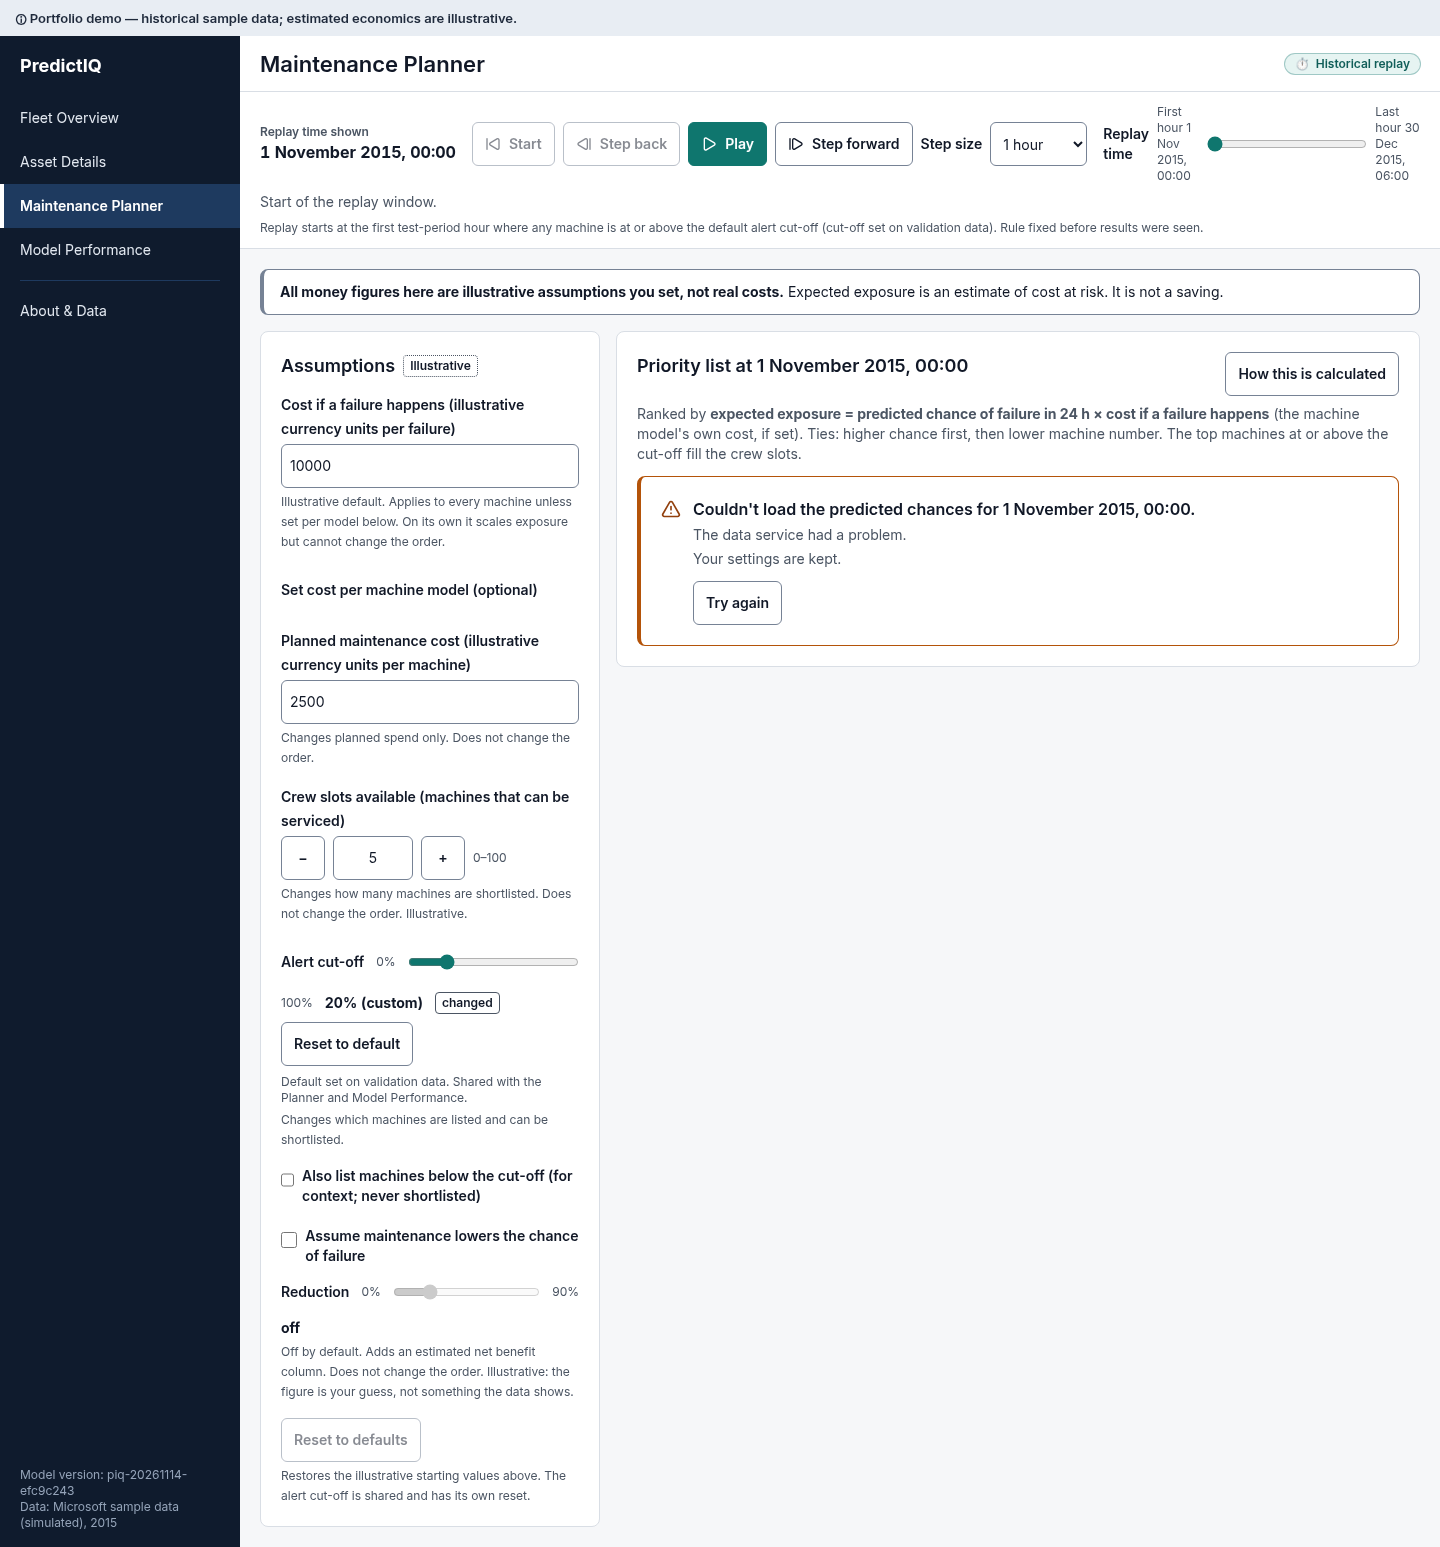 Portfolio demo — historical sample data; estimated economics are illustrative.
PredictIQ
Fleet Overview
Asset Details
Maintenance Planner
Model Performance
About & Data
Model version: piq-20261114-
efc9c243
Data: Microsoft sample data
(simulated), 2015
Maintenance Planner
Historical replay
Replay time shown
1 November 2015, 00:00
Start
Step back
Play
Step forward
Step size
1 hour
Replay
time
First
hour 1
Nov
2015,
00:00
Last
hour 30
Dec
2015,
06:00
Start of the replay window.
Replay starts at the first test-period hour where any machine is at or above the default alert cut-off (cut-off set on validation data). Rule fixed before results were seen.
All money figures here are illustrative assumptions you set, not real costs. Expected exposure is an estimate of cost at risk. It is not a saving.
Assumptions Illustrative
Cost if a failure happens (illustrative
currency units per failure)
10000
Illustrative default. Applies to every machine unless
set per model below. On its own it scales exposure
but cannot change the order.
Set cost per machine model (optional)
Planned maintenance cost (illustrative
currency units per machine)
2500
Changes planned spend only. Does not change the
order.
Crew slots available (machines that can be
serviced)
− 5 + 0–100
Changes how many machines are shortlisted. Does
not change the order. Illustrative.
Alert cut-off 0%
100% 20% (custom) changed
Reset to default
Default set on validation data. Shared with the
Planner and Model Performance.
Changes which machines are listed and can be
shortlisted.
Also list machines below the cut-off (for
context; never shortlisted)
Assume maintenance lowers the chance
of failure
Reduction 0% 90%
off
Off by default. Adds an estimated net benefit
column. Does not change the order. Illustrative: the
figure is your guess, not something the data shows.
Reset to defaults
Restores the illustrative starting values above. The
alert cut-off is shared and has its own reset.
Priority list at 1 November 2015, 00:00
How this is calculated
Ranked by expected exposure = predicted chance of failure in 24 h × cost if a failure happens (the machine
model's own cost, if set). Ties: higher chance first, then lower machine number. The top machines at or above the
cut-off fill the crew slots.
Couldn't load the predicted chances for 1 November 2015, 00:00.
The data service had a problem.
Your settings are kept.
Try again